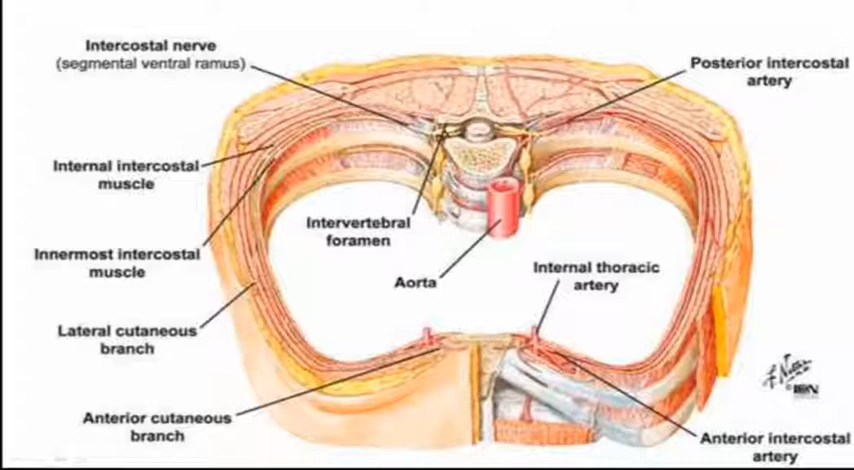 Intercostal nerve
(segmental ventral ramus)
Posterior intercostal
artery
Internal intercostal
muscle
Intervertebral
foramen
Innermost intercostal
muscle
Aorta
Internal thoracic
artery
Lateral cutaneous
branch
Anterior cutaneous
branch
Anterior intercostal
artery